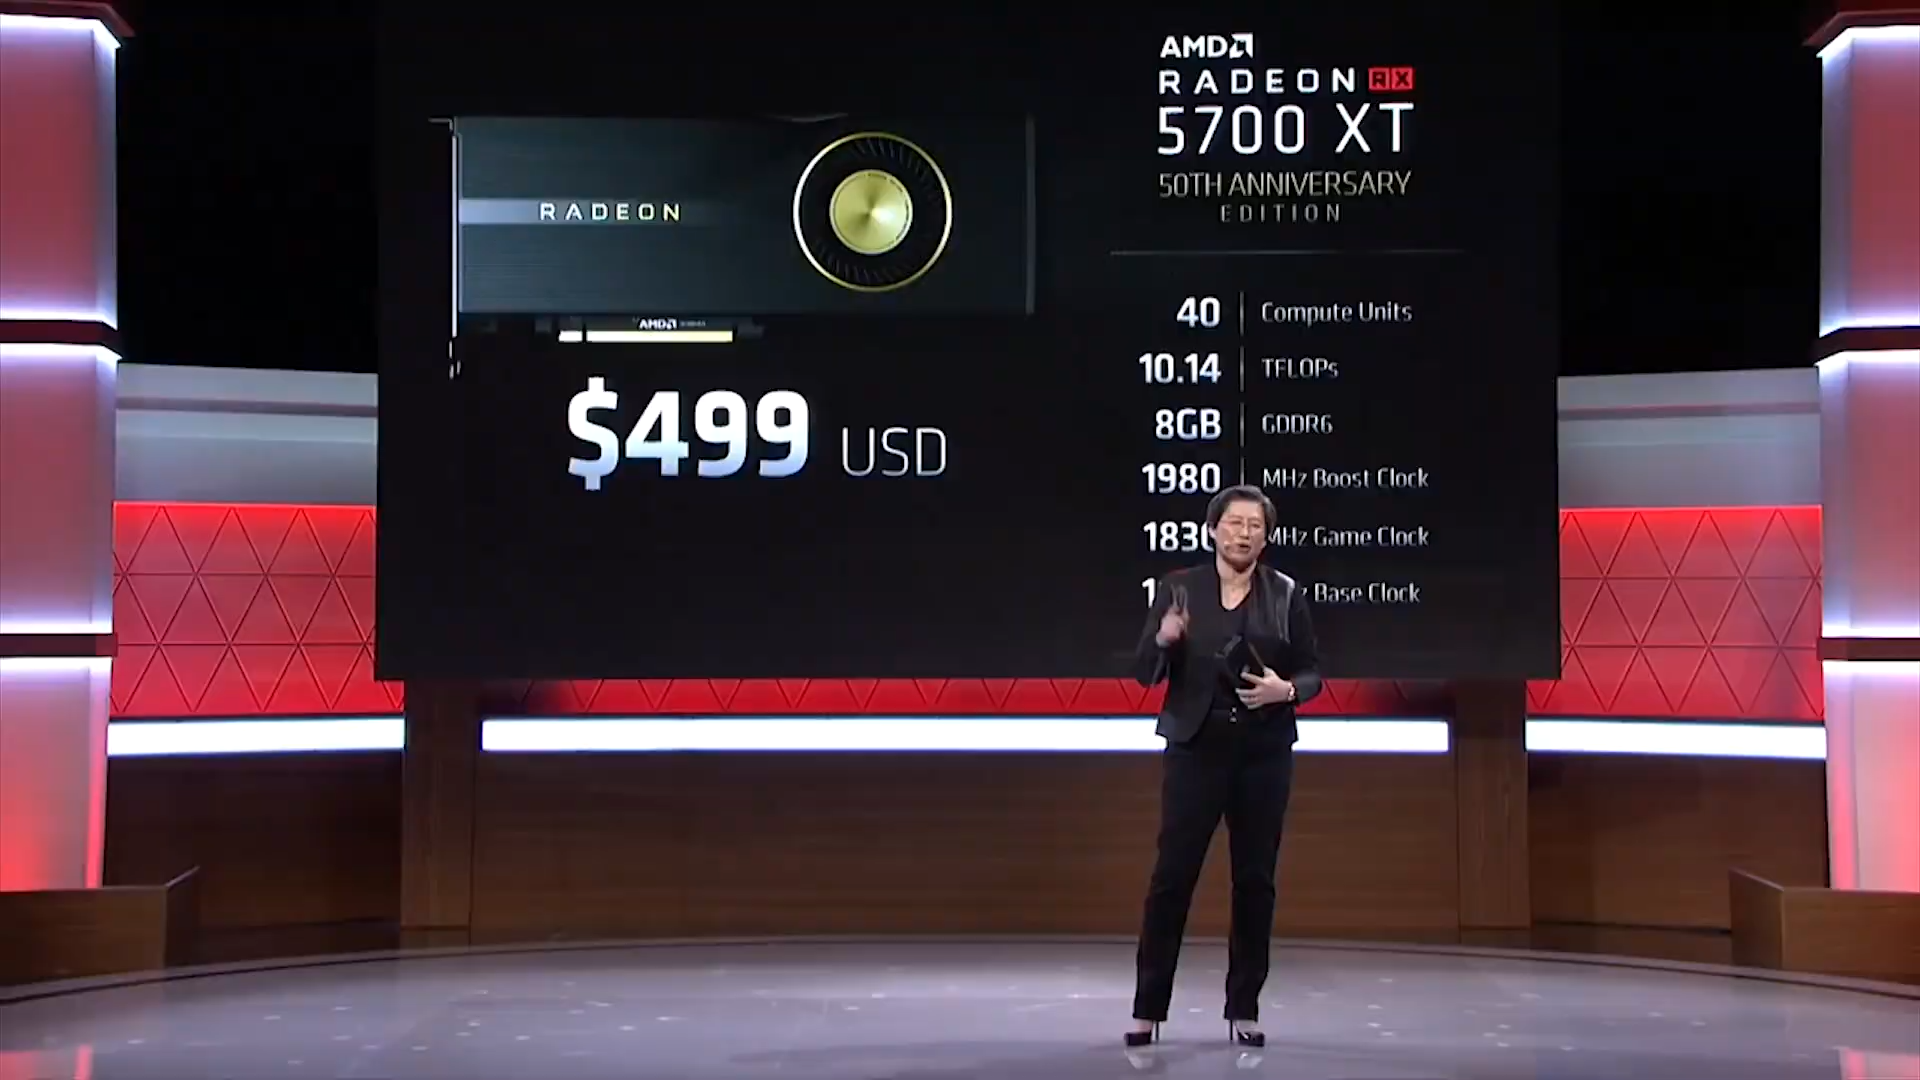 AMD
RADEON RX
5700 XT
50TH ANNIVERSARY
EDITION
RADEON
AMD
$499 USD
40 Compute Units
10.14 TFLOPs
8GB GDDR6
1980 MHz Boost Clock
MHz Game Clock
Base Clock